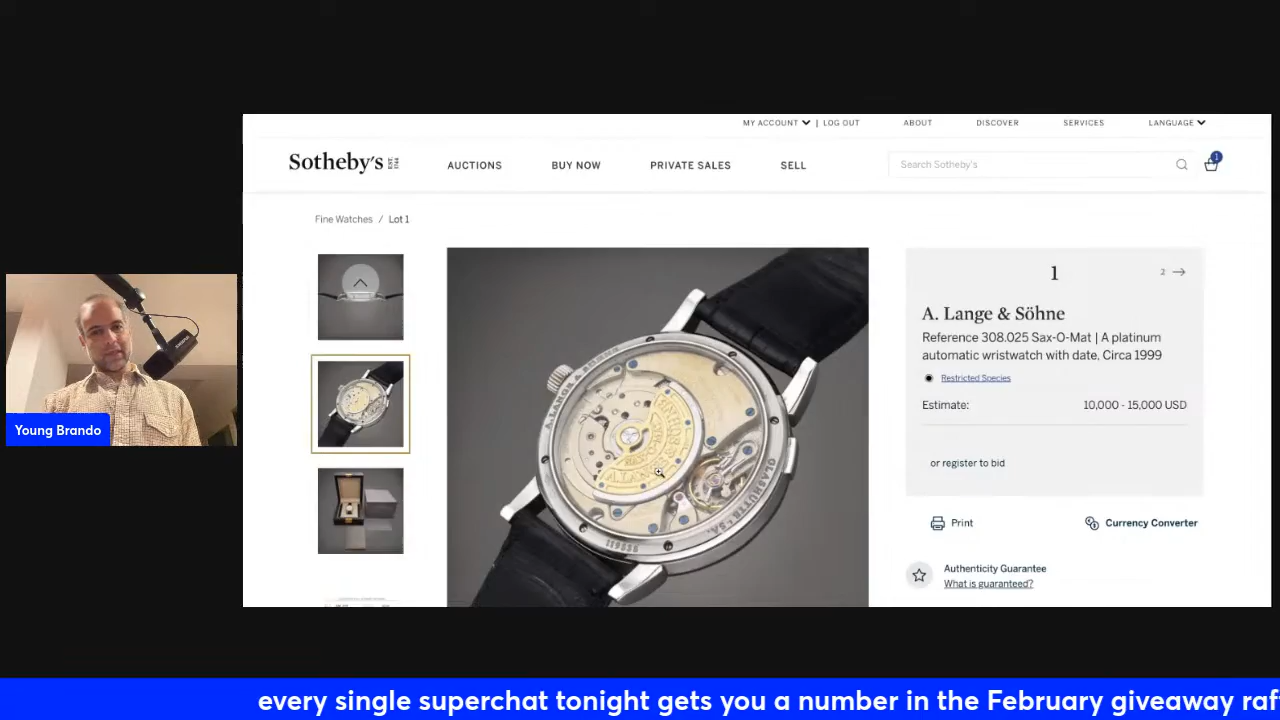 MY ACCOUNT | LOG OUT
ABOUT
DISCOVER
SERVICES
LANGUAGE
Sotheby's EST. 1744
AUCTIONS
BUY NOW
PRIVATE SALES
SELL
Search Sotheby's
1
Fine Watches / Lot 1
1
2
A. Lange & Söhne
Reference 308.025 Sax-O-Mat | A platinum
automatic wristwatch with date, Circa 1999
Restricted Species
Estimate: 10,000 - 15,000 USD
or register to bid
Print
Currency Converter
Authenticity Guarantee
What is guaranteed?
Young Brando
every single superchat tonight gets you a number in the February giveaway raf